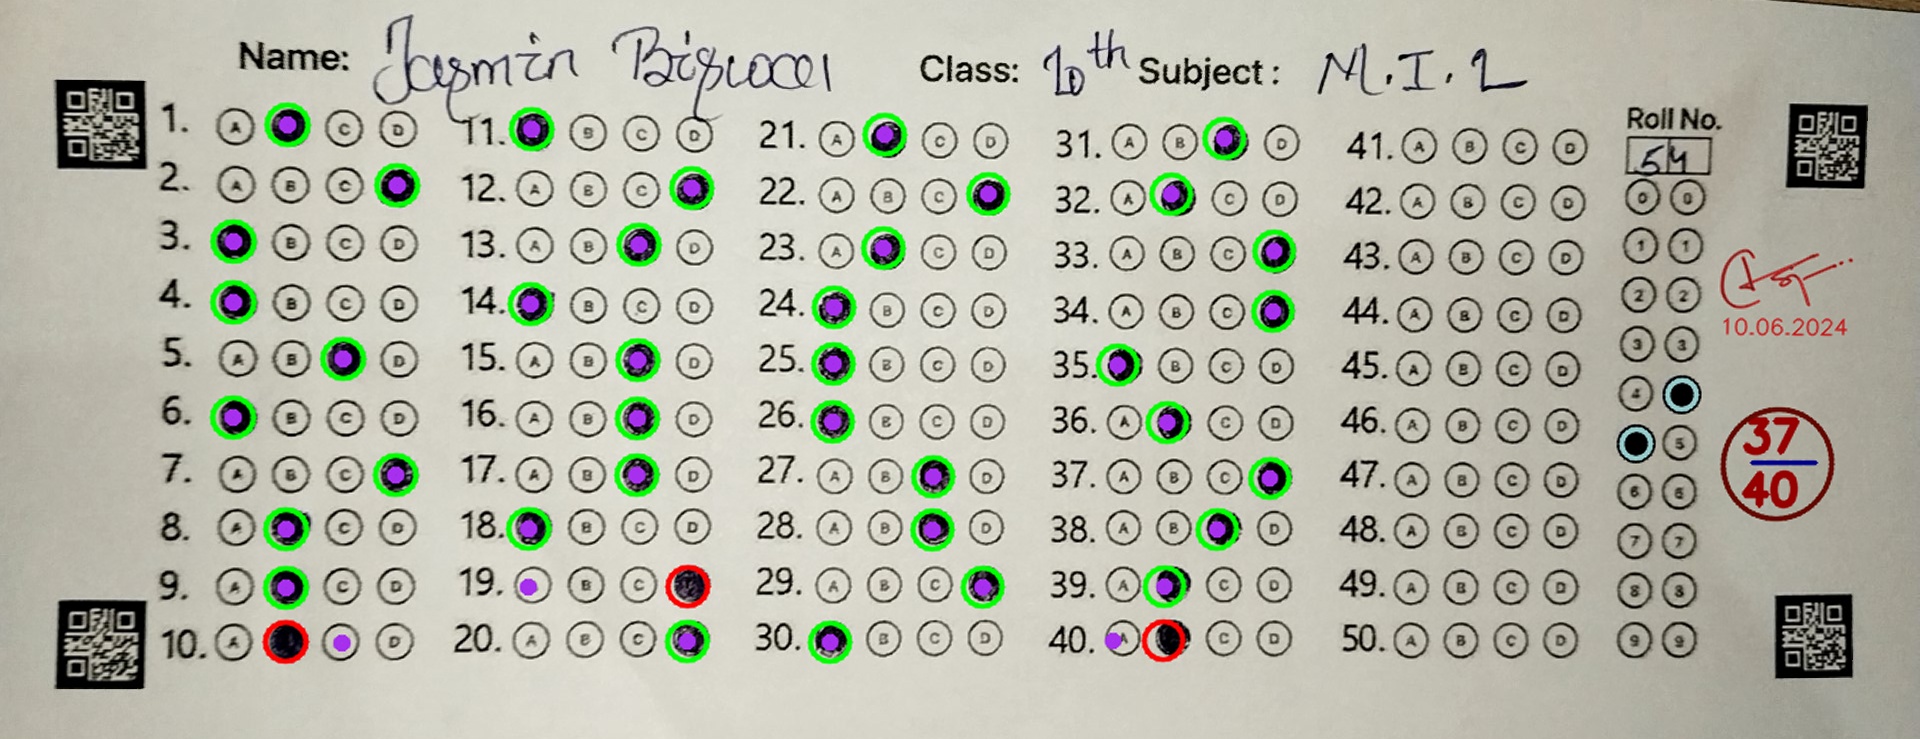 Name: Jasmin Biswal Class: 10th Subject: M.I.L
Roll No.
54
1. A C D 11. B C D 21. A C D 31. A B D 41. A B C D
0 0
2. A B C 12. A B C 22. A B C 32. A C D 42. A B C D
1 1
3. B C D 13. A B D 23. A C D 33. A B C 43. A B C D
2 2
4. B C D 14. B C D 24. B C D 34. A B C 44. A B C D
10.06.2024
3 3
5. A B D 15. A B D 25. B C D 35. B C D 45. A B C D
4
6. B C D 16. A B D 26. B C D 36. A C D 46. A B C D
5
37
40
7. A B C 17. A B D 27. A B D 37. A B C 47. A B C D
6 6
8. A C D 18. B C D 28. A B D 38. A B D 48. A B C D
7 7
9. A C D 19. B C 29. A B C 39. A C D 49. A B C D
8 8
10. A D 20. A B C 30. B C D 40. A C D 50. A B C D
9 9